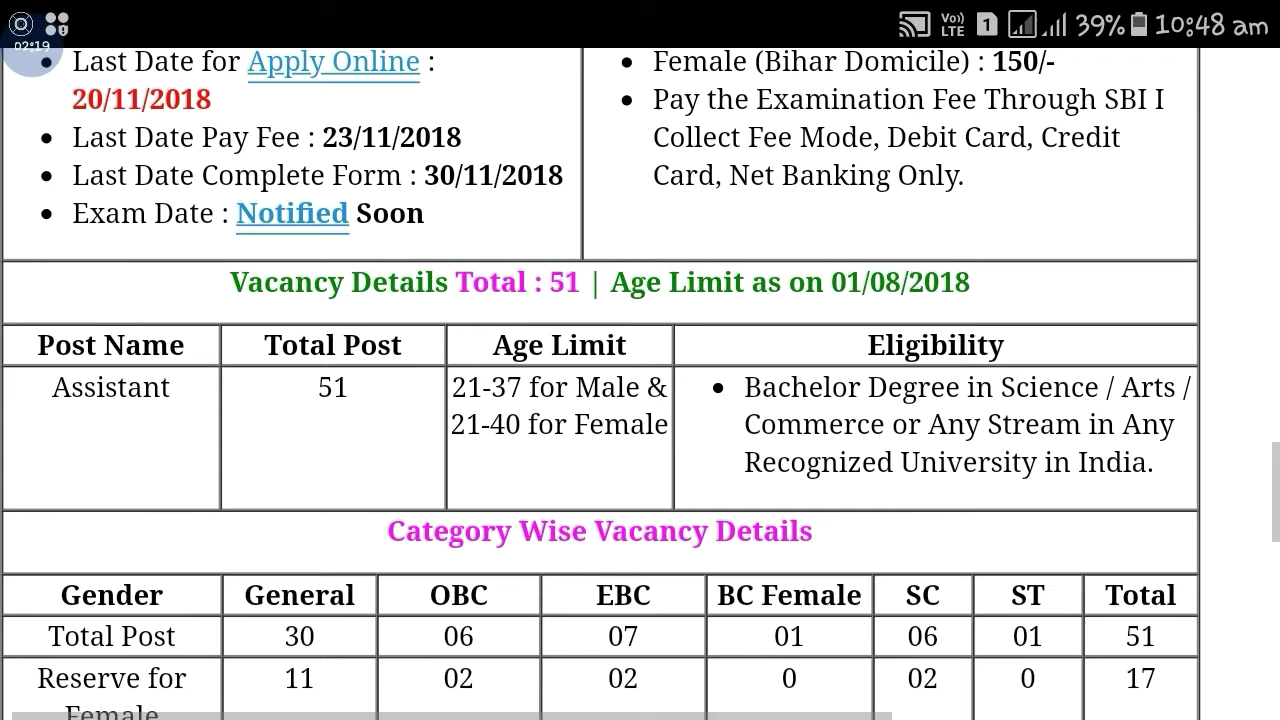 Vo))
LTE
1
39%
10:48 am
02:19
Last Date for Apply Online :
20/11/2018
Last Date Pay Fee : 23/11/2018
Last Date Complete Form : 30/11/2018
Exam Date : Notified Soon
Female (Bihar Domicile) : 150/-
Pay the Examination Fee Through SBI I
Collect Fee Mode, Debit Card, Credit
Card, Net Banking Only.
Vacancy Details Total : 51 | Age Limit as on 01/08/2018
Post Name Total Post Age Limit Eligibility
Assistant
51
21-37 for Male &
21-40 for Female
Bachelor Degree in Science / Arts /
Commerce or Any Stream in Any
Recognized University in India.
Category Wise Vacancy Details
Gender General OBC EBC BC Female SC ST Total
Total Post 30 06 07 01 06 01 51
Reserve for 11 02 02 0 02 0 17
Female